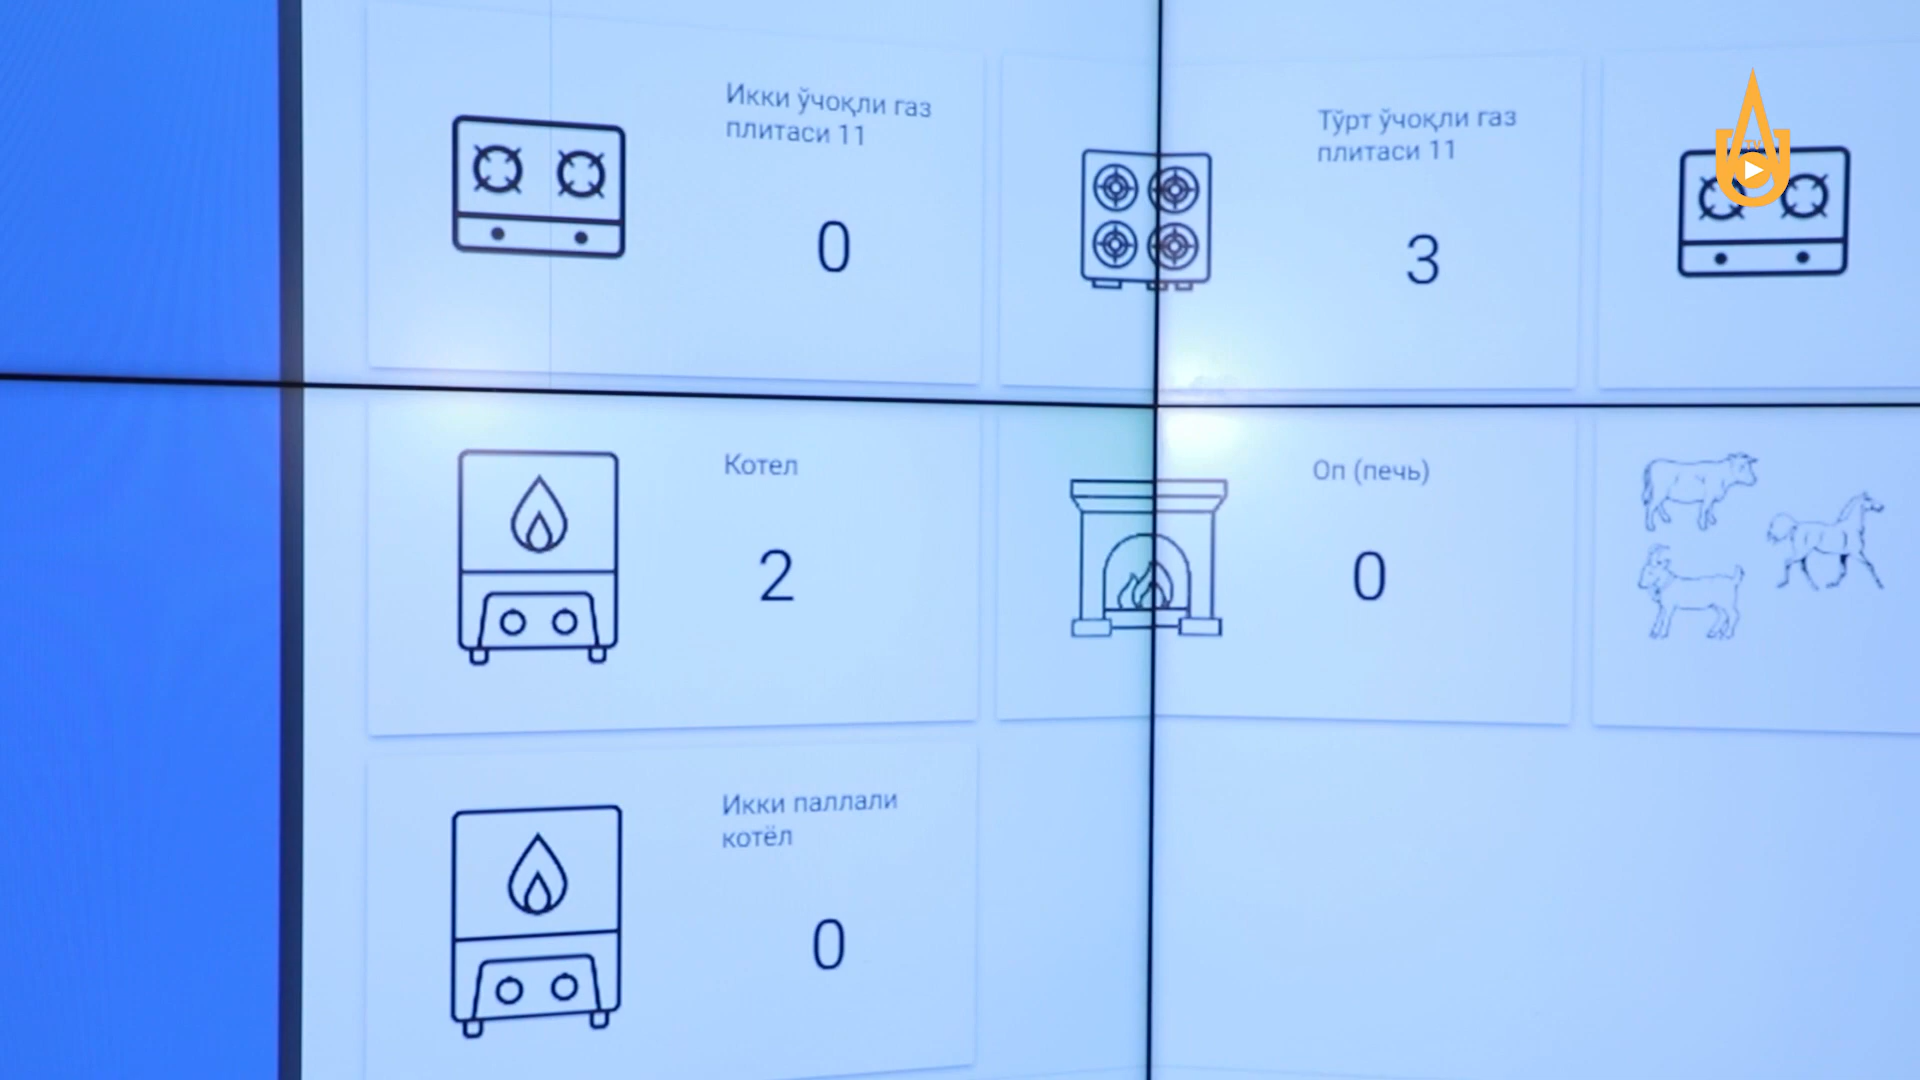 Икки ўчоқли газ
плитаси 11
0
Тўрт ўчоқли газ
плитаси 11
3
Котел
2
Оп (печь)
0
Икки паллали
котёл
0
TV